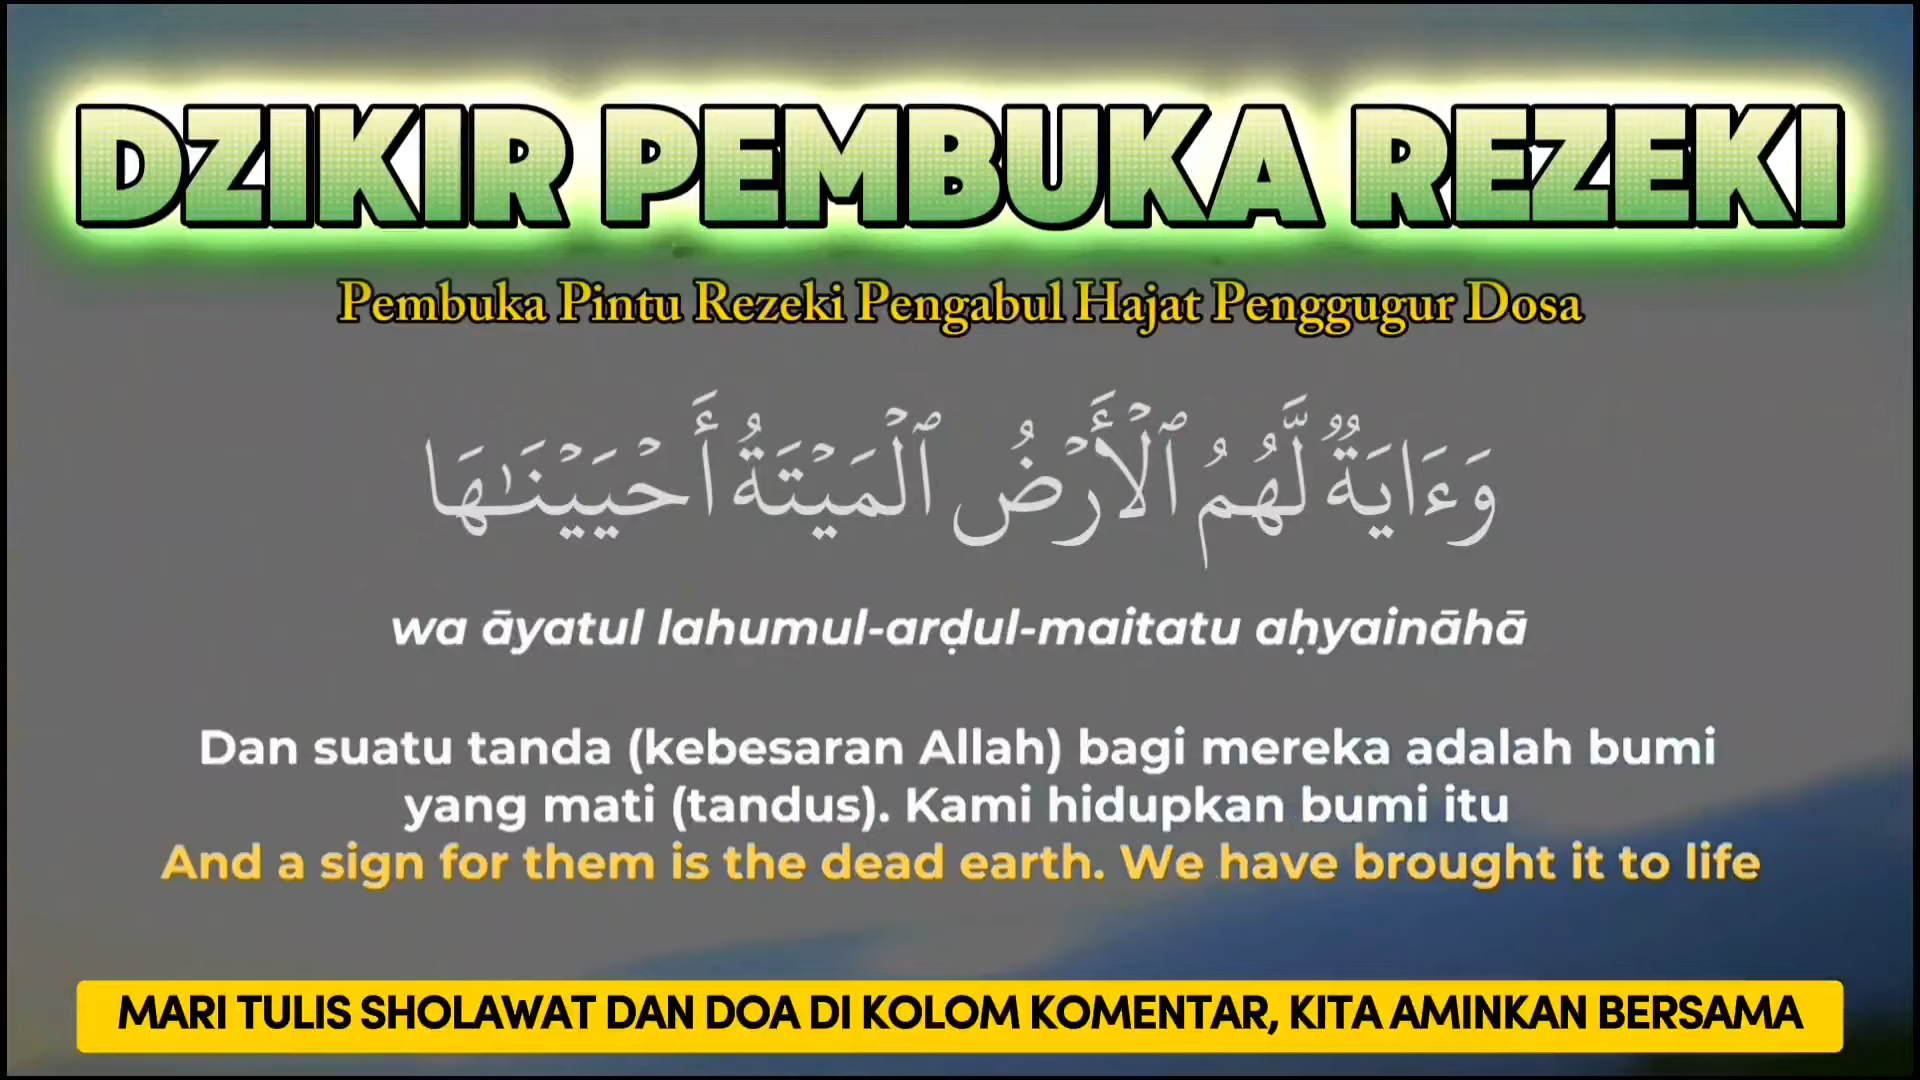 DZIKIR PEMBUKA REZEKI
Pembuka Pintu Rezeki Pengabul Hajat Penggugur Dosa
وَءَايَةٌ لَّهُمُ ٱلْأَرْضُ ٱلْمَيْتَةُ أَحْيَيْنَـٰهَا
wa āyatul lahumul-arḍul-maitatu aḥyaināhā
Dan suatu tanda (kebesaran Allah) bagi mereka adalah bumi
yang mati (tandus). Kami hidupkan bumi itu
And a sign for them is the dead earth. We have brought it to life
MARI TULIS SHOLAWAT DAN DOA DI KOLOM KOMENTAR, KITA AMINKAN BERSAMA